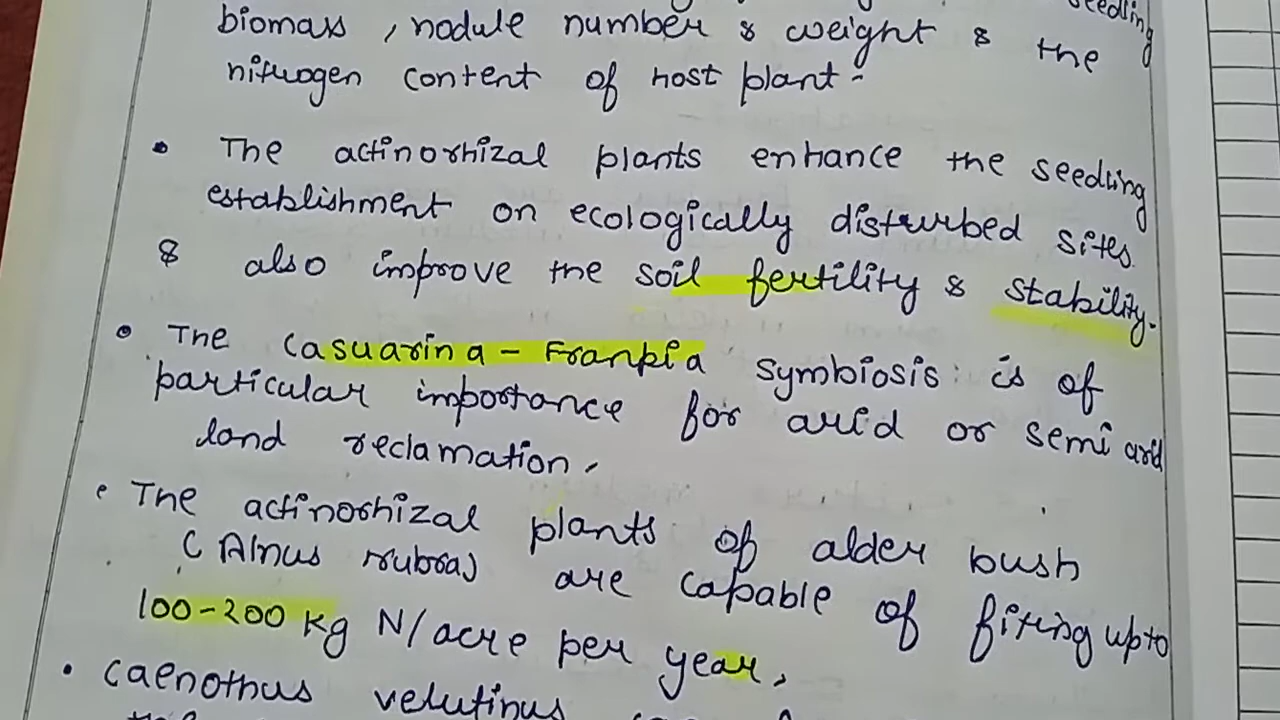 seedling
biomass, nodule number & weight & the
nitrogen content of host plant.
• The actinorhizal plants enhance the seedling
establishment on ecologically disturbed sites
& also improve the soil fertility & stability.
• The Casuarina - Frankia symbiosis is of
particular importance for arid or semi arid
land reclamation.
• The actinorhizal plants of alder bush
(Alnus rubra) are capable of fixing upto
100-200 kg N/acre per year.
• Caenothus velutinus